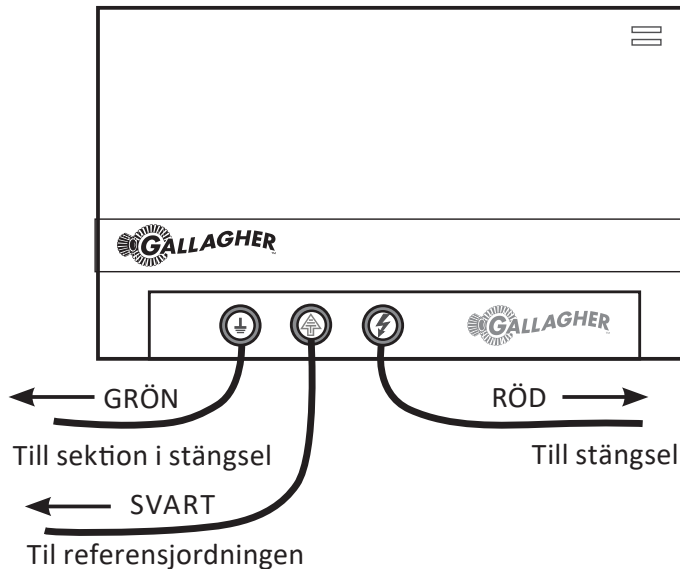 GALLAGHER
GALLAGHER
GRÖN
RÖD
Till sektion i stängsel
Till stängsel
SVART
Til referensjordningen